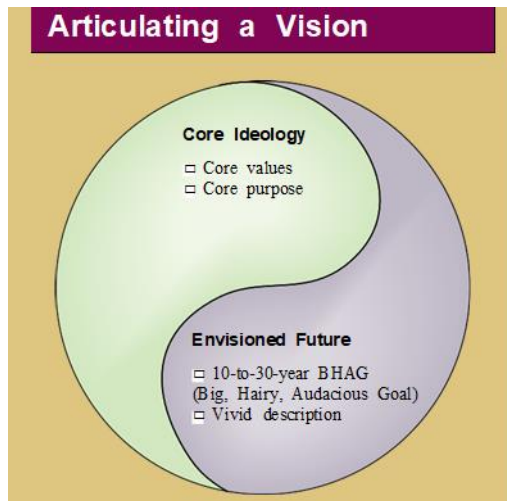 Articulating a Vision
Core Ideology
Core values
Core purpose
Envisioned Future
10-to-30-year BHAG
(Big, Hairy, Audacious Goal)
Vivid description